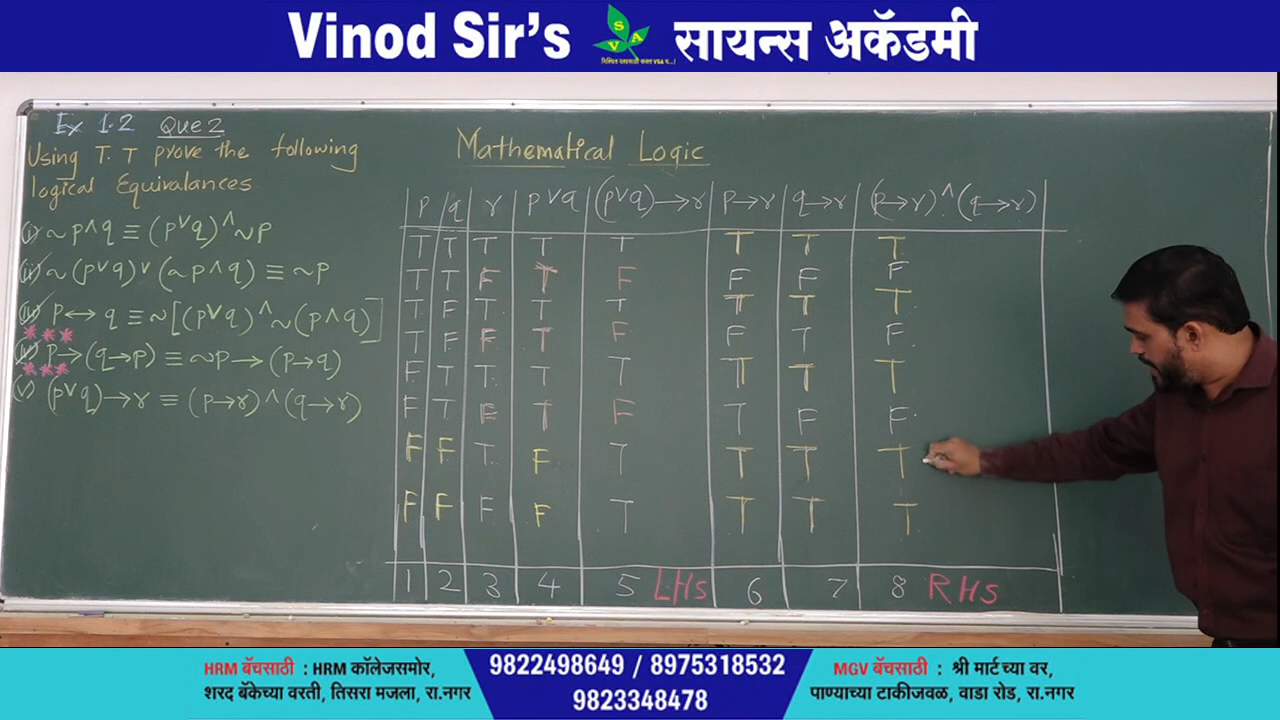 Vinod Sir's SVA सायन्स अकॅडमी
Ex 1.2 Que 2
Mathematical Logic
Using T.T prove the following
logical Equivalances
(i) ~p∧q ≡ (p∨q)∧~p
(ii) ~(p∨q)∨(~p∧q) ≡ ~p
(iii) p↔q ≡ ~[(p∨q)∧~(p∧q)]
***
(iv) p→(q→p) ≡ ~p→(p→q)
***
(v) (p∨q)→r ≡ (p→r)∧(q→r)
p q r p∨q (p∨q)→r p→r q→r (p→r)∧(q→r)
T T T T T T T T
T T F T F F F F
T F T T T T T T
T F F T F F T F
F T T T T T T T
F T F T F T F F
F F T F T T T T
F F F F T T T T
1 2 3 4 5 LHs 6 7 8 RHs
HRM बॅचसाठी : HRM कॉलेजसमोर,
शरद बँकेच्या वरती, तिसरा मजला, रा.नगर
9822498649 / 8975318532
9823348478
MGV बॅचसाठी : श्री मार्टच्या वर,
पाण्याच्या टाकीजवळ, वाडा रोड, रा.नगर